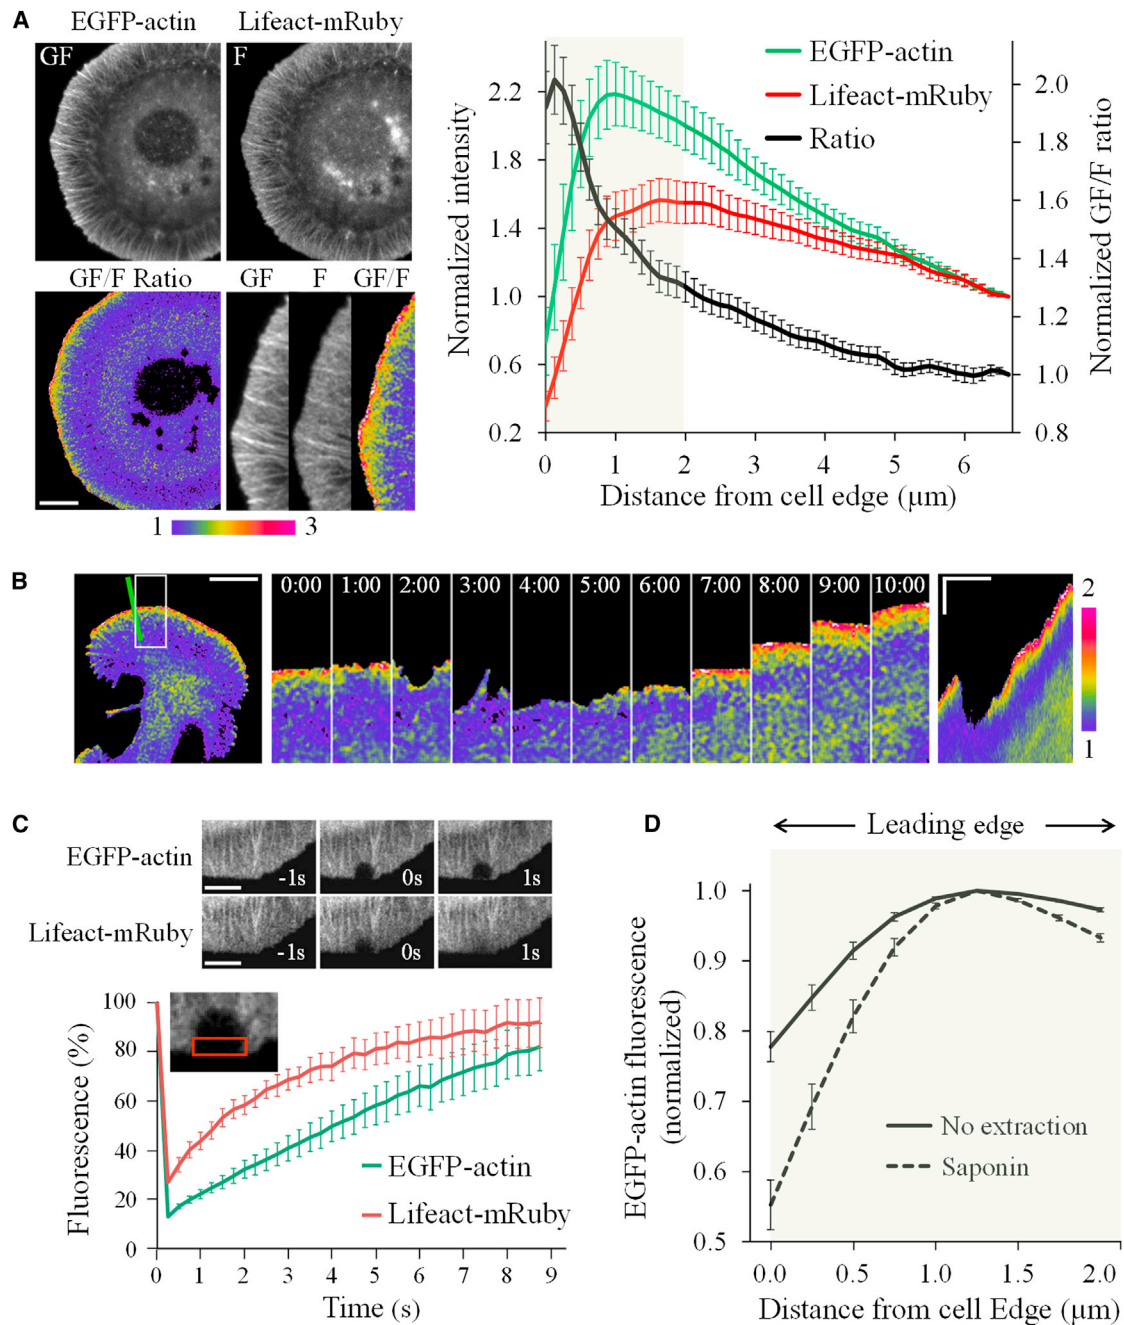 A
EGFP-actin
Lifeact-mRuby
GF
F
GF/F Ratio
GF
F
GF/F
1
3
EGFP-actin
Lifeact-mRuby
Ratio
Normalized intensity
2.2
1.8
1.4
1.0
0.6
0.2
Normalized GF/F ratio
2.0
1.8
1.6
1.4
1.2
1.0
0.8
0 1 2 3 4 5 6
Distance from cell edge (µm)
B
0:00 1:00 2:00 3:00 4:00 5:00 6:00 7:00 8:00 9:00 10:00
2
1
C
EGFP-actin
-1s 0s 1s
Lifeact-mRuby
-1s 0s 1s
Fluorescence (%)
100
80
60
40
20
0
EGFP-actin
Lifeact-mRuby
0 1 2 3 4 5 6 7 8 9
Time (s)
D
Leading edge
EGFP-actin fluorescence
(normalized)
1.0
0.9
0.8
0.7
0.6
0.5
No extraction
Saponin
0.0 0.5 1.0 1.5 2.0
Distance from cell Edge (µm)